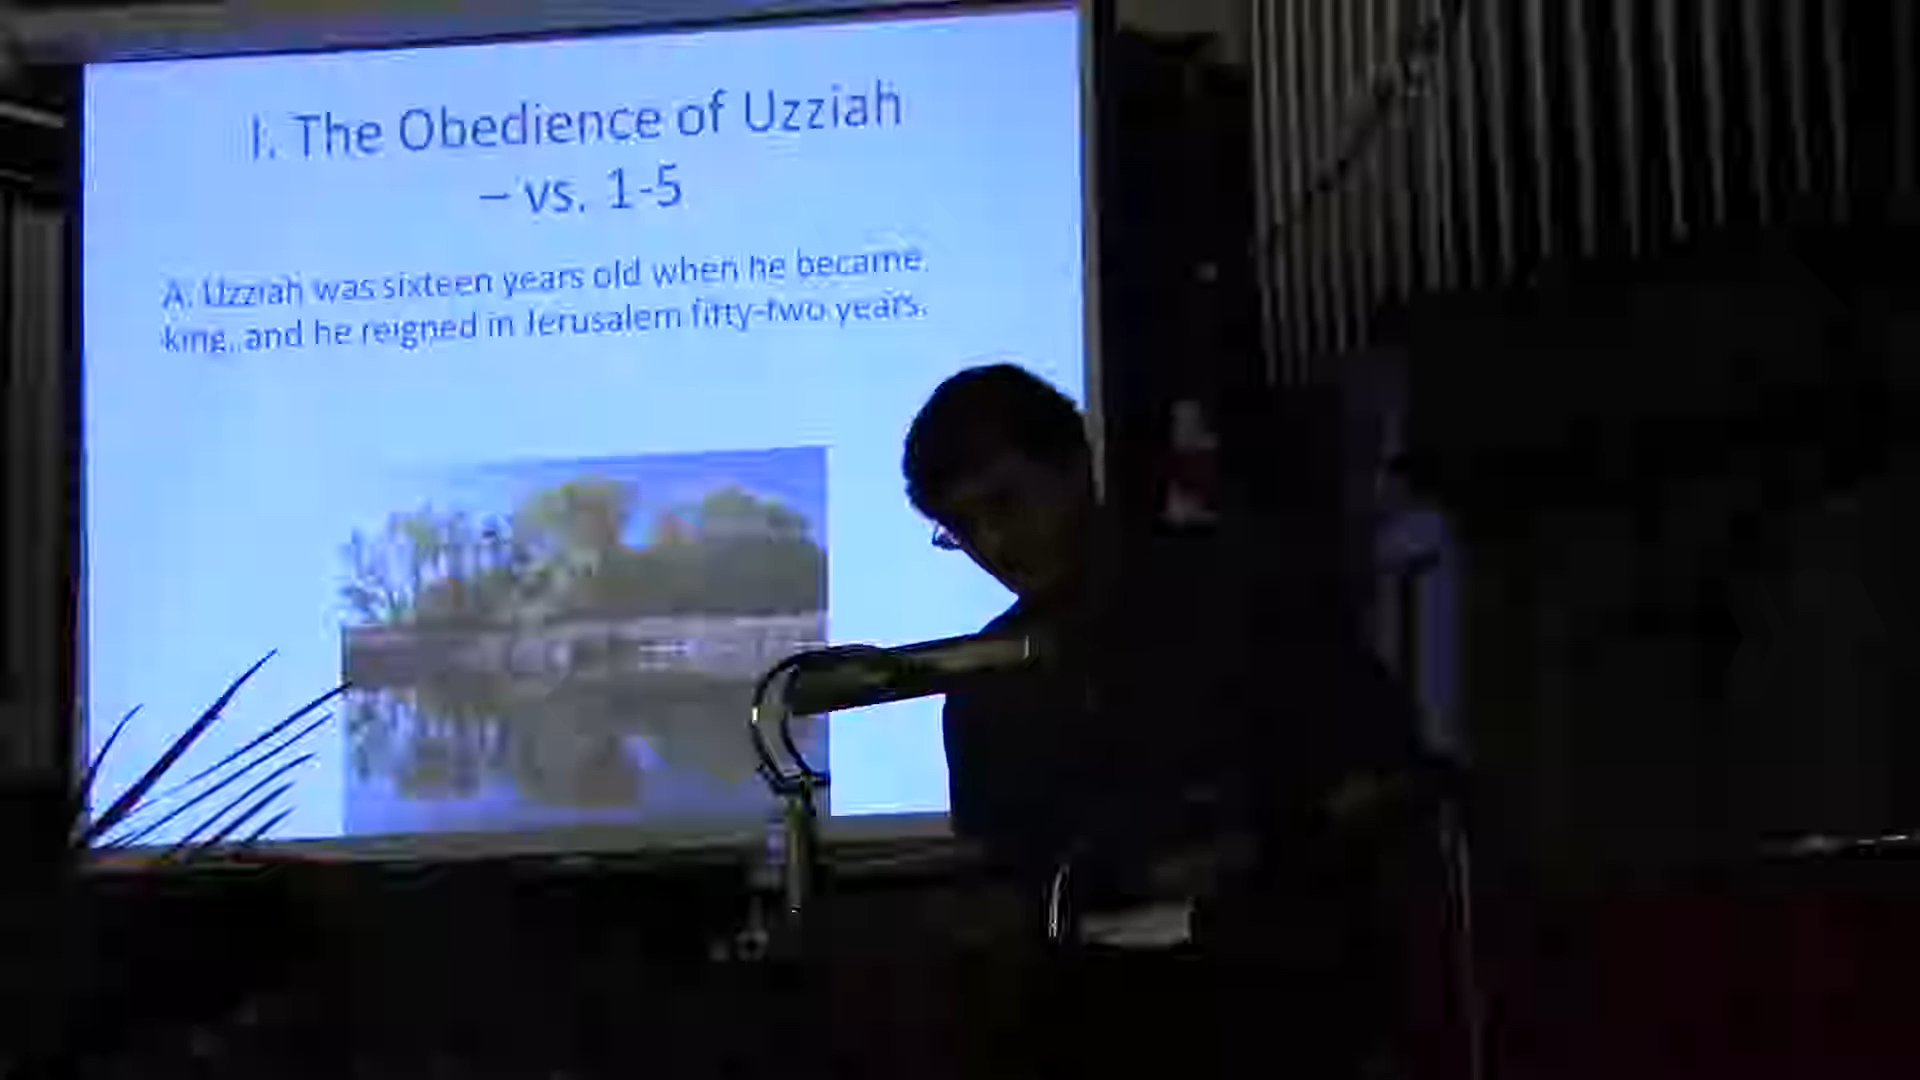 I. The Obedience of Uzziah
– vs. 1-5
A. Uzziah was sixteen years old when he became
king, and he reigned in Jerusalem fifty-two years.